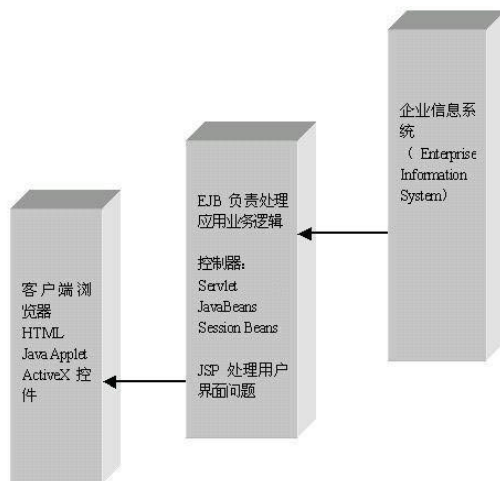 企业信息系
统
（ Enterprise
Information
System）
EJB 负责处理
应用业务逻辑
控制器：
Servlet
JavaBeans
Session Beans
JSP 处理用户
界面问题
客户端浏
览器
HTML
Java Applet
ActiveX 控
件